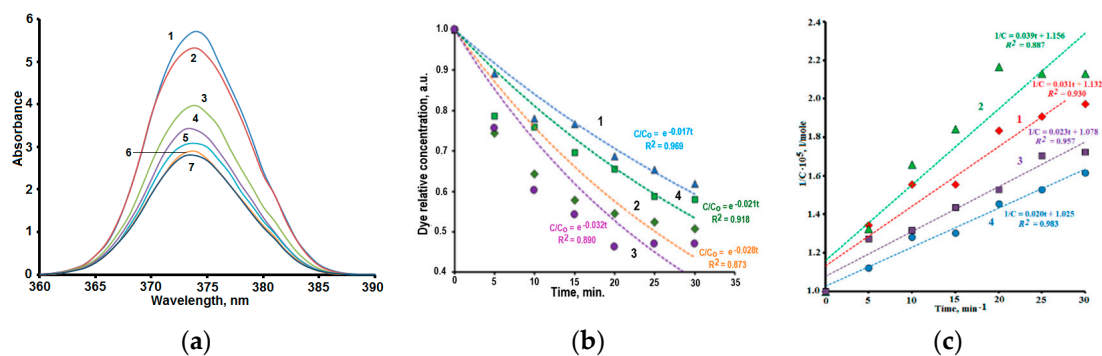 6
5
4
3
2
1
0
Absorbance
1
2
3
4
5
6
7
360
365
370
375
380
385
390
Wavelength, nm
(a)
1.0
0.9
0.8
0.7
0.6
0.5
0.4
Dye relative concentration, a.u.
1
C/Co = e-0.017t
R2 = 0.969
4
C/Co = e-0.021t
R2 = 0.918
2
C/Co = e-0.032t
R2 = 0.890
3
C/Co = e-0.028t
R2 = 0.873
0
5
10
15
20
25
30
35
Time, min.
(b)
2.4
2.2
2.0
1.8
1.6
1.4
1.2
1.0
1/C·105, l/mole
1/C = 0.039t + 1.156
R2 = 0.887
2
1/C = 0.031t + 1.132
R2 = 0.930
1
1/C = 0.023t + 1.078
R2 = 0.957
3
4
1/C = 0.020t + 1.025
R2 = 0.983
0
5
10
15
20
25
30
Time, min-1
(c)